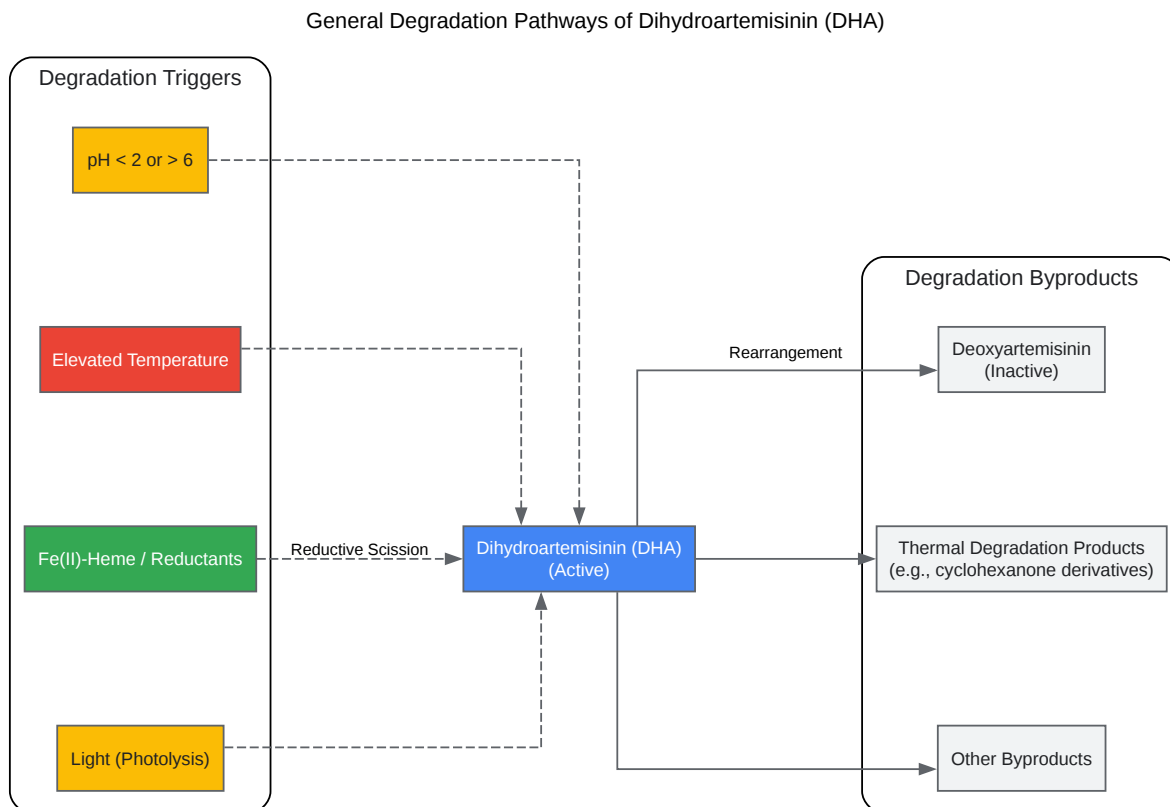 General Degradation Pathways of Dihydroartemisinin (DHA)
Degradation Triggers
pH < 2 or > 6
Elevated Temperature
Fe(II)-Heme / Reductants
Light (Photolysis)
Reductive Scission
Dihydroartemisinin (DHA)
(Active)
Rearrangement
Degradation Byproducts
Deoxyartemisinin
(Inactive)
Thermal Degradation Products
(e.g., cyclohexanone derivatives)
Other Byproducts